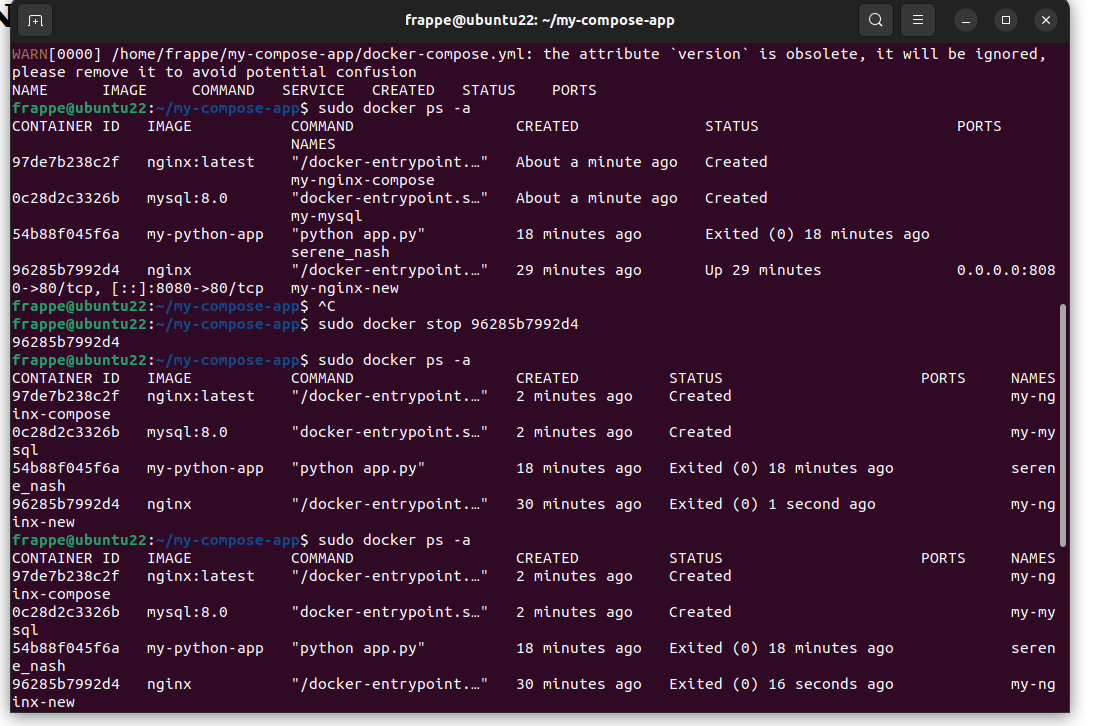 frappe@ubuntu22: ~/my-compose-app
WARN[0000] /home/frappe/my-compose-app/docker-compose.yml: the attribute `version` is obsolete, it will be ignored,
please remove it to avoid potential confusion
NAME      IMAGE     COMMAND   SERVICE   CREATED   STATUS    PORTS
frappe@ubuntu22:~/my-compose-app$ sudo docker ps -a
CONTAINER ID   IMAGE           COMMAND                  CREATED              STATUS                      PORTS
                               NAMES
97de7b238c2f   nginx:latest    "/docker-entrypoint.…"   About a minute ago   Created
                               my-nginx-compose
0c28d2c3326b   mysql:8.0       "docker-entrypoint.s…"   About a minute ago   Created
                               my-mysql
54b88f045f6a   my-python-app   "python app.py"          18 minutes ago       Exited (0) 18 minutes ago
                               serene_nash
96285b7992d4   nginx           "/docker-entrypoint.…"   29 minutes ago       Up 29 minutes               0.0.0.0:808
0->80/tcp, [::]:8080->80/tcp   my-nginx-new
frappe@ubuntu22:~/my-compose-app$ ^C
frappe@ubuntu22:~/my-compose-app$ sudo docker stop 96285b7992d4
96285b7992d4
frappe@ubuntu22:~/my-compose-app$ sudo docker ps -a
CONTAINER ID   IMAGE           COMMAND                  CREATED          STATUS                      PORTS     NAMES
97de7b238c2f   nginx:latest    "/docker-entrypoint.…"   2 minutes ago    Created                               my-ng
inx-compose
0c28d2c3326b   mysql:8.0       "docker-entrypoint.s…"   2 minutes ago    Created                               my-my
sql
54b88f045f6a   my-python-app   "python app.py"          18 minutes ago   Exited (0) 18 minutes ago             seren
e_nash
96285b7992d4   nginx           "/docker-entrypoint.…"   30 minutes ago   Exited (0) 1 second ago               my-ng
inx-new
frappe@ubuntu22:~/my-compose-app$ sudo docker ps -a
CONTAINER ID   IMAGE           COMMAND                  CREATED          STATUS                      PORTS     NAMES
97de7b238c2f   nginx:latest    "/docker-entrypoint.…"   2 minutes ago    Created                               my-ng
inx-compose
0c28d2c3326b   mysql:8.0       "docker-entrypoint.s…"   2 minutes ago    Created                               my-my
sql
54b88f045f6a   my-python-app   "python app.py"          18 minutes ago   Exited (0) 18 minutes ago             seren
e_nash
96285b7992d4   nginx           "/docker-entrypoint.…"   30 minutes ago   Exited (0) 16 seconds ago             my-ng
inx-new